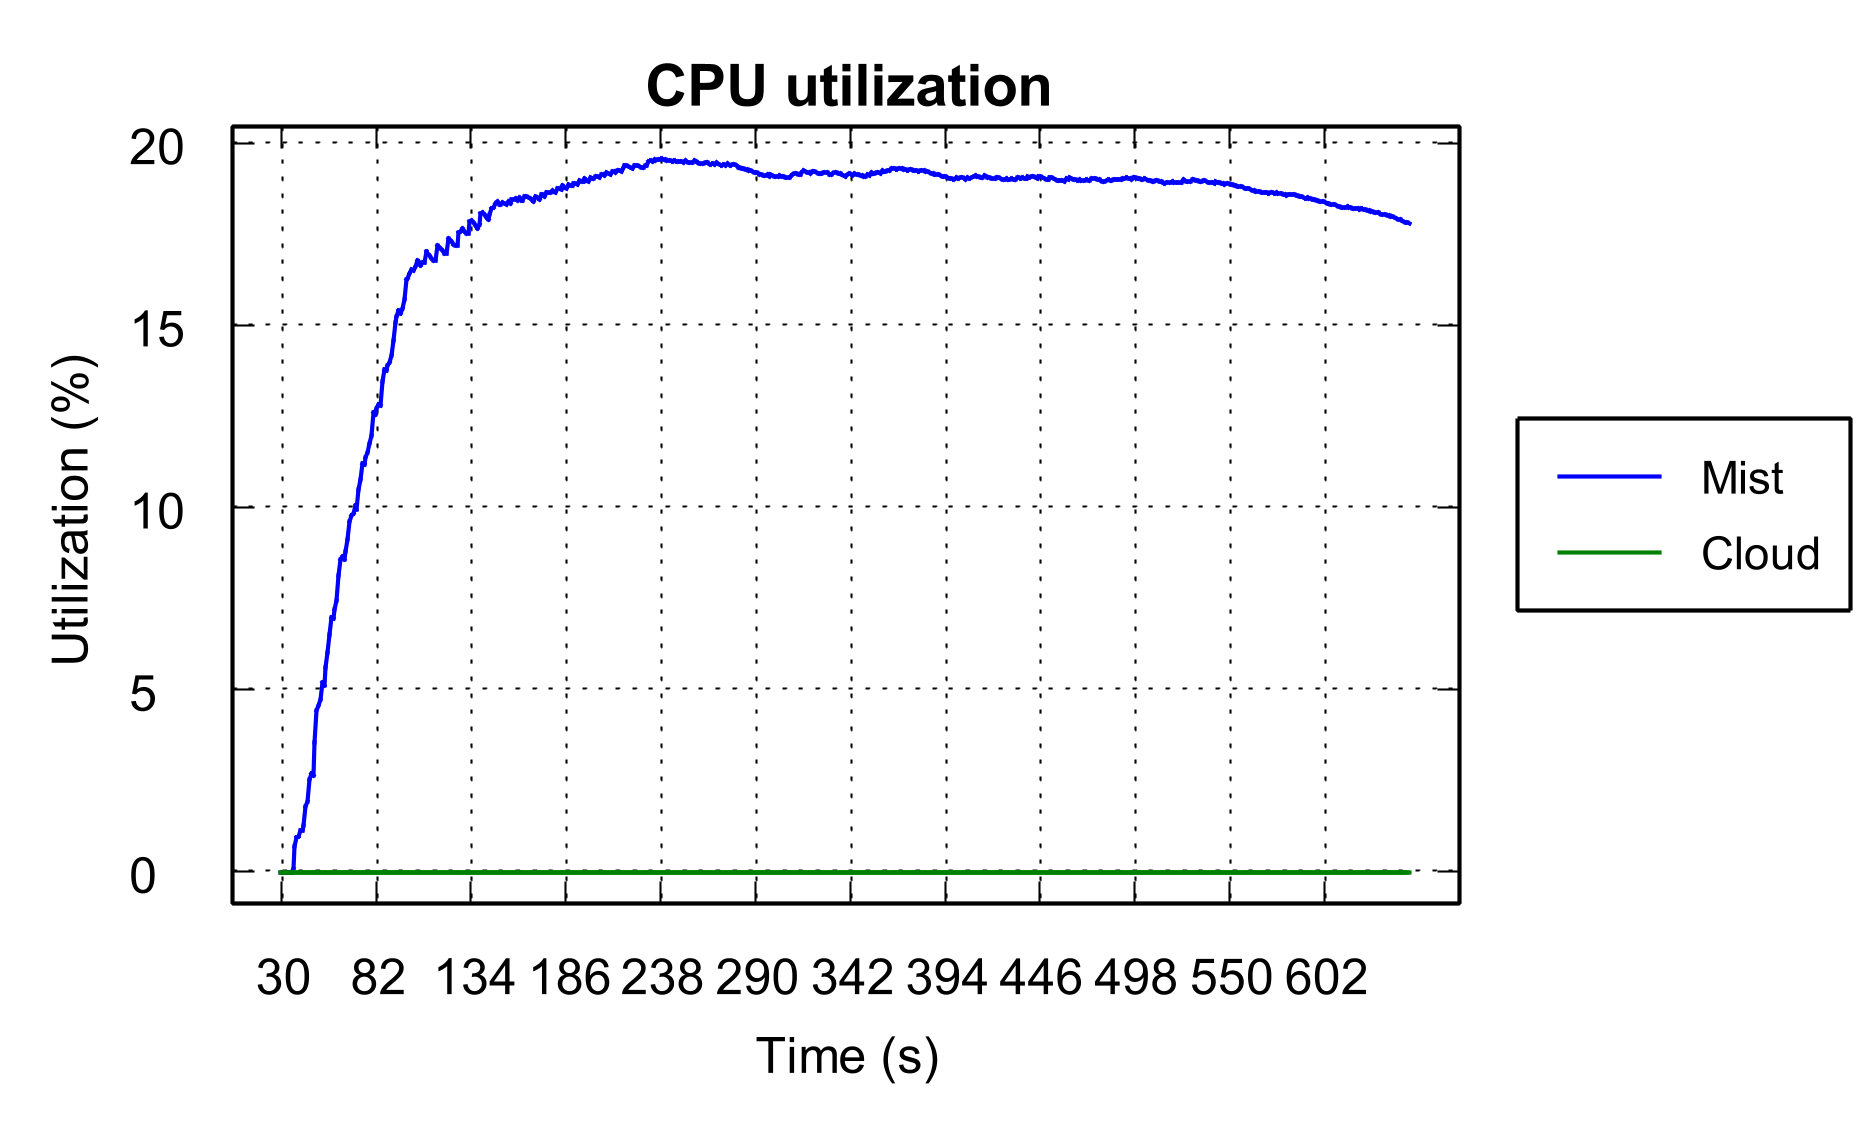 CPU utilization
20
15
10
5
0
Utilization (%)
30 82 134 186 238 290 342 394 446 498 550 602
Time (s)
Mist
Cloud